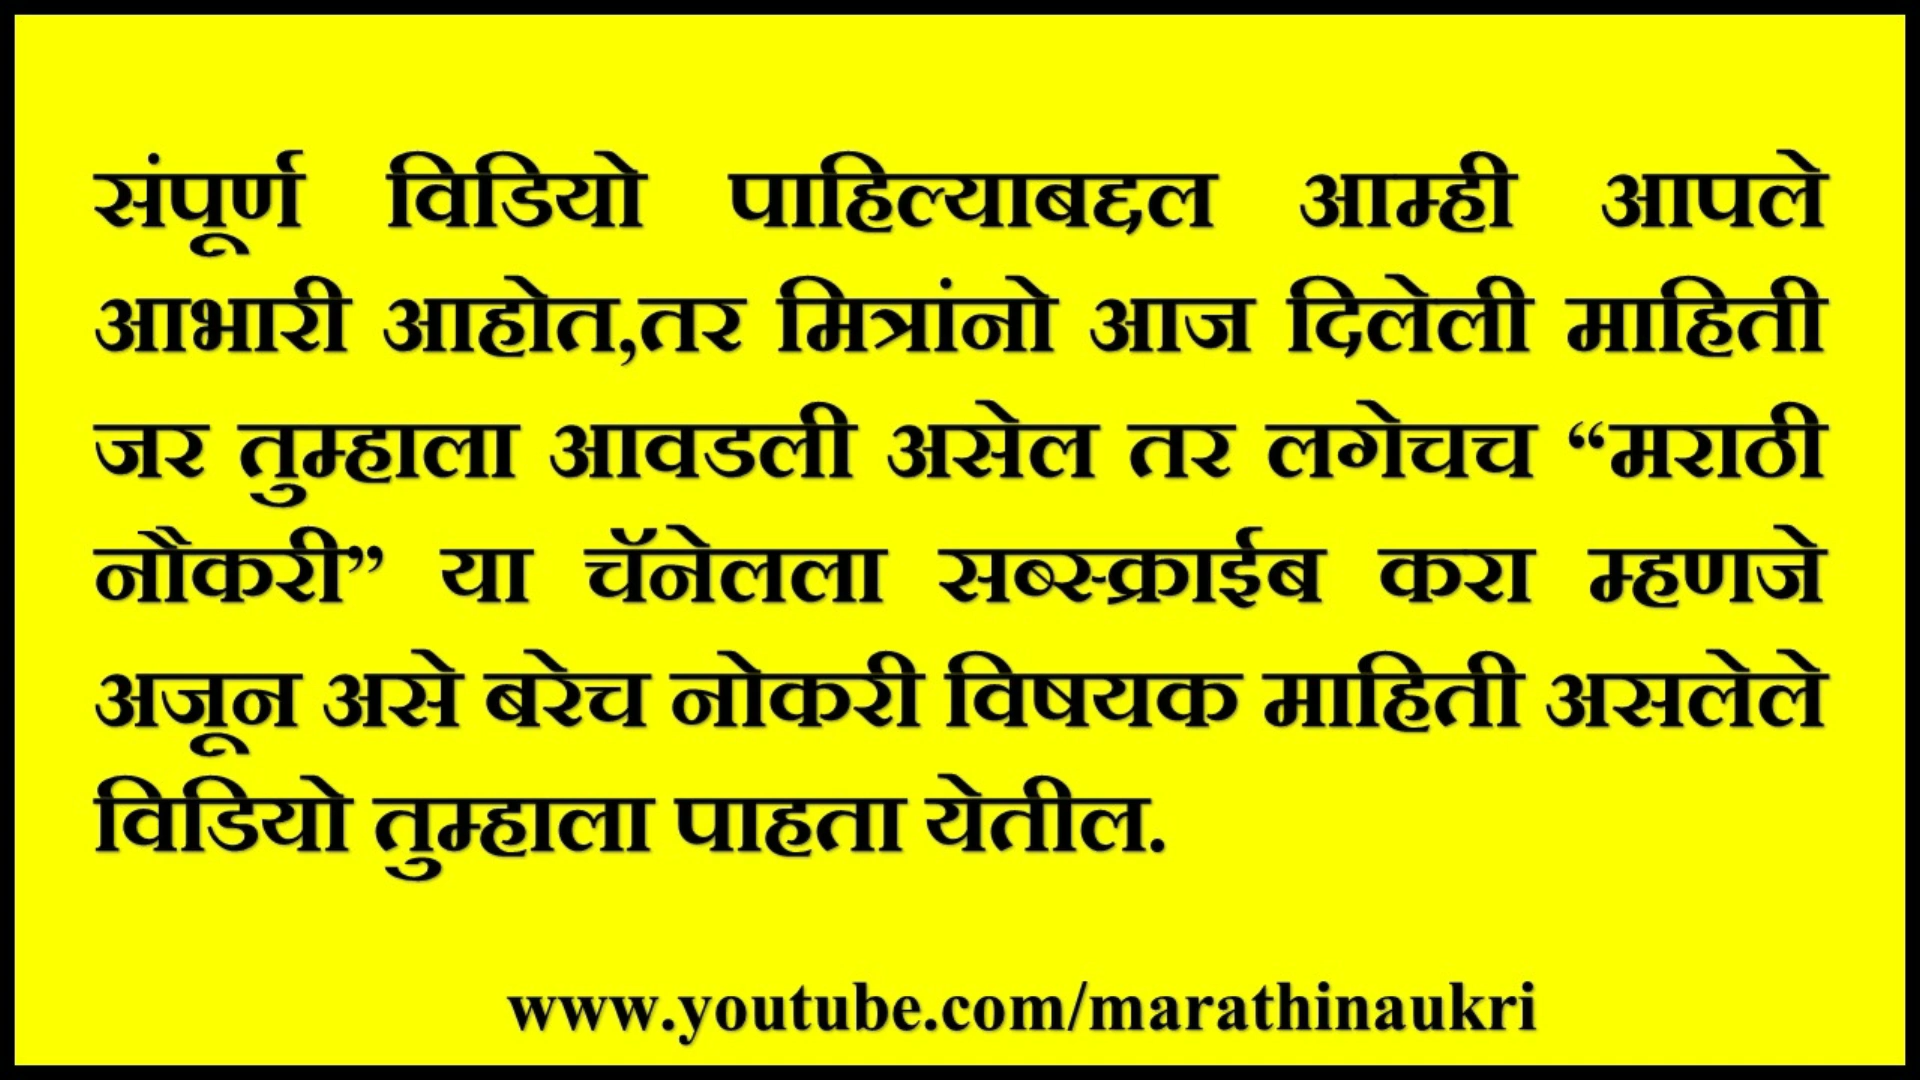 संपूर्ण विडियो पाहिल्याबद्दल आम्ही आपले
आभारी आहोत,तर मित्रांनो आज दिलेली माहिती
जर तुम्हाला आवडली असेल तर लगेचच “मराठी
नौकरी” या चॅनेलला सब्स्क्राईब करा म्हणजे
अजून असे बरेच नोकरी विषयक माहिती असलेले
विडियो तुम्हाला पाहता येतील.
www.youtube.com/marathinaukri